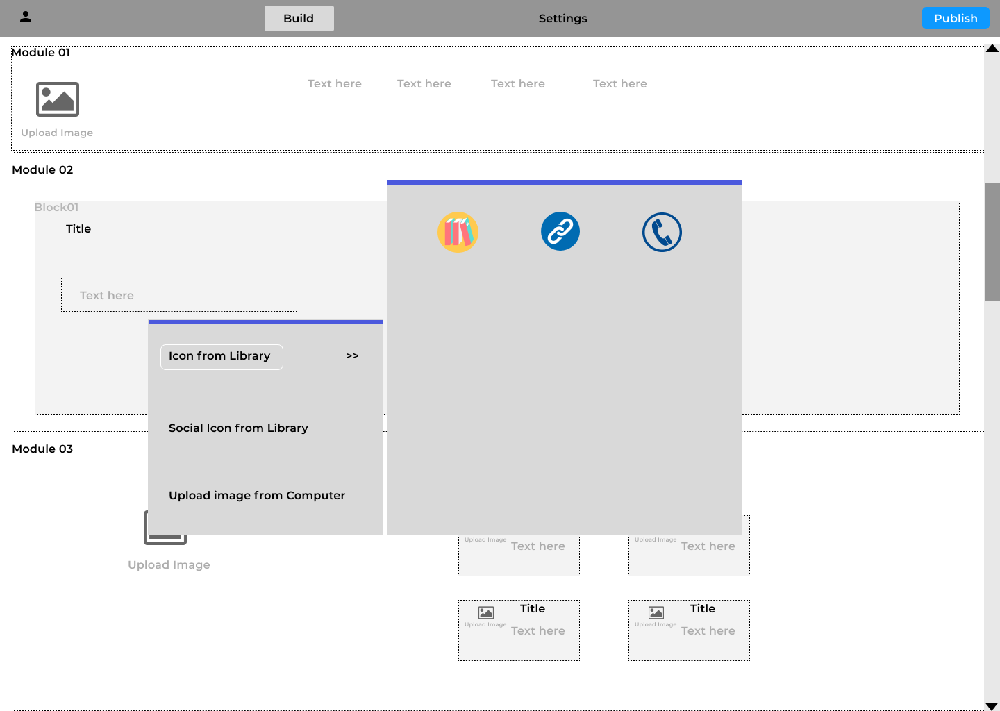 Build
Settings
Publish
Module 01
Text here
Text here
Text here
Text here
Upload Image
Module 02
Block01
Title
Text here
Icon from Library
>>
Social Icon from Library
Upload image from Computer
Module 03
Upload Image
Upload Image
Text here
Upload Image
Text here
Title
Upload Image
Text here
Title
Upload Image
Text here